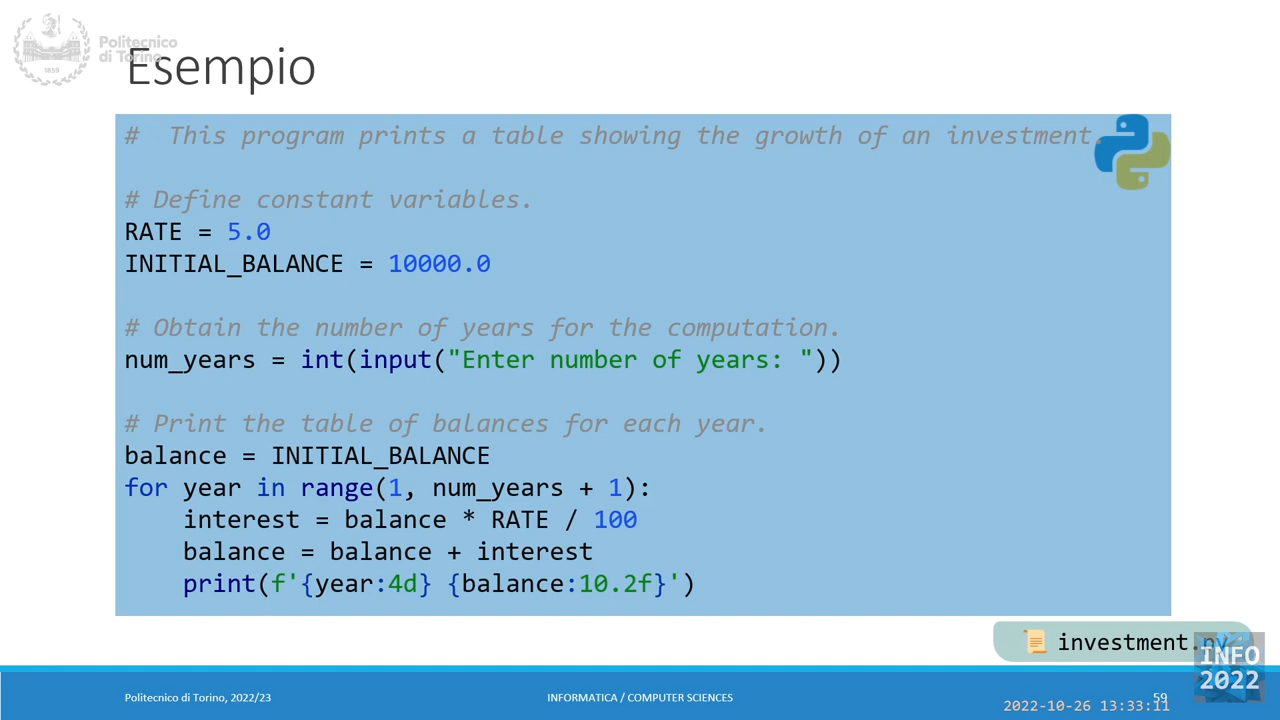 Politecnico
di Torino
1859
Esempio
#  This program prints a table showing the growth of an investment.
# Define constant variables.
RATE = 5.0
INITIAL_BALANCE = 10000.0
# Obtain the number of years for the computation.
num_years = int(input("Enter number of years: "))
# Print the table of balances for each year.
balance = INITIAL_BALANCE
for year in range(1, num_years + 1):
    interest = balance * RATE / 100
    balance = balance + interest
    print(f'{year:4d} {balance:10.2f}')
investment.py
INFO
2022
Politecnico di Torino, 2022/23
INFORMATICA / COMPUTER SCIENCES
59
2022-10-26 13:33:11